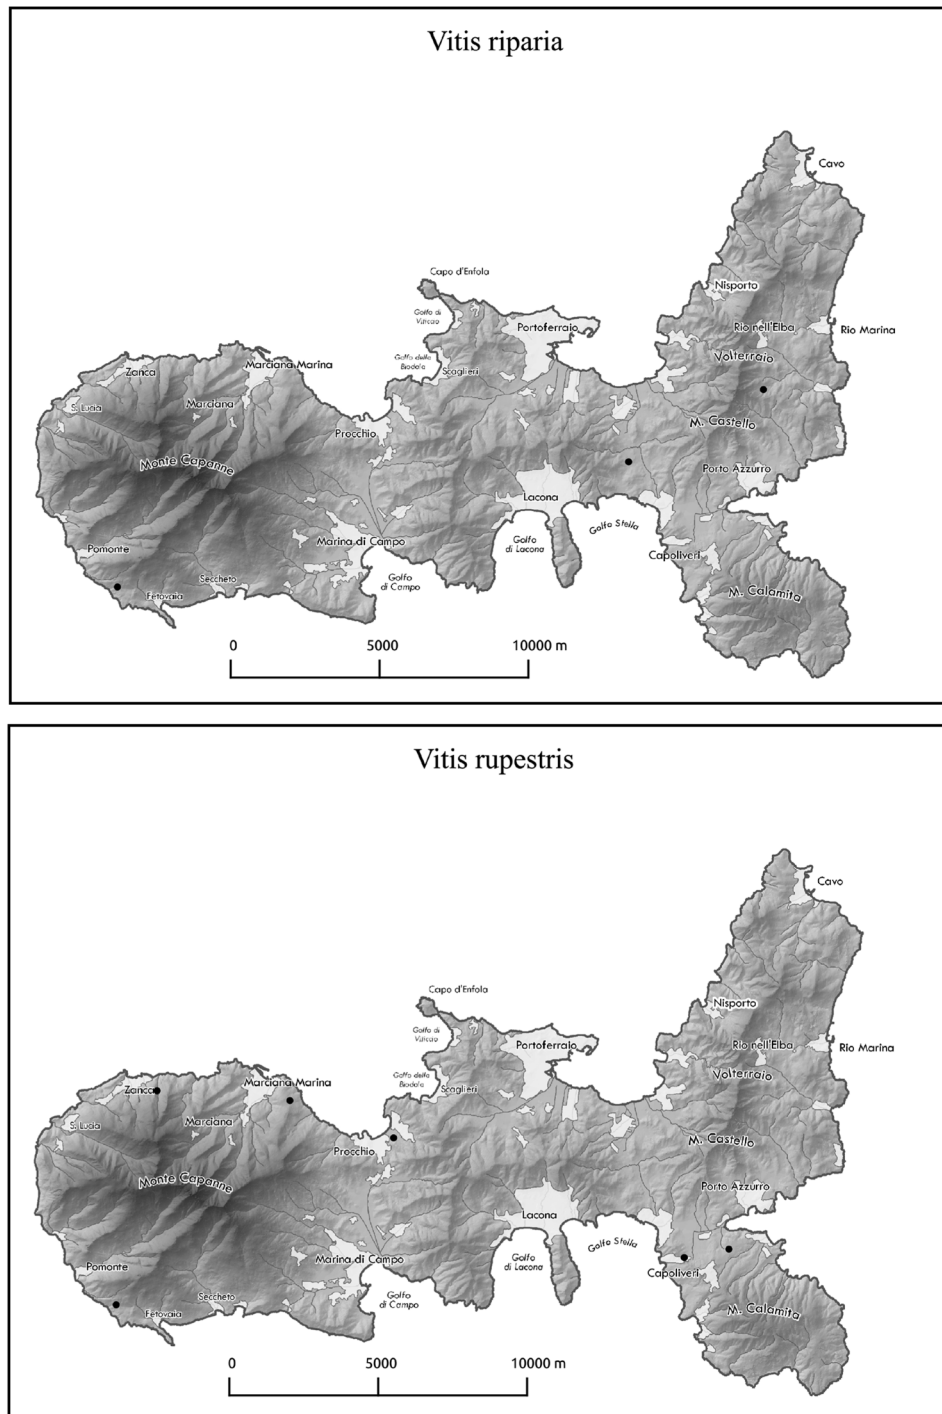 Vitis riparia
Cavo
Capo d'Enfola
Nisporto
Golfo di
Viticcio
Portoferraio
Rio nell'Elba
Rio Marina
Volterraio
Golfo della
Biodola
Scaglieri
Marciana Marina
Zanca
S. Lucia
Marciana
Procchio
M. Castello
Monte Capanne
Porto Azzurro
Lacona
Golfo Stella
Pomonte
Marina di Campo
Golfo
di Lacona
Capoliveri
Seccheto
Golfo
di Campo
Fetovaia
M. Calamita
0 5000 10000 m
Vitis rupestris
Cavo
Capo d'Enfola
Nisporto
Golfo di
Viticcio
Portoferraio
Rio nell'Elba
Rio Marina
Volterraio
Golfo della
Biodola
Scaglieri
Marciana Marina
Zanca
S. Lucia
Marciana
Procchio
M. Castello
Monte Capanne
Porto Azzurro
Lacona
Golfo Stella
Pomonte
Marina di Campo
Golfo
di Lacona
Capoliveri
Seccheto
Golfo
di Campo
Fetovaia
M. Calamita
0 5000 10000 m